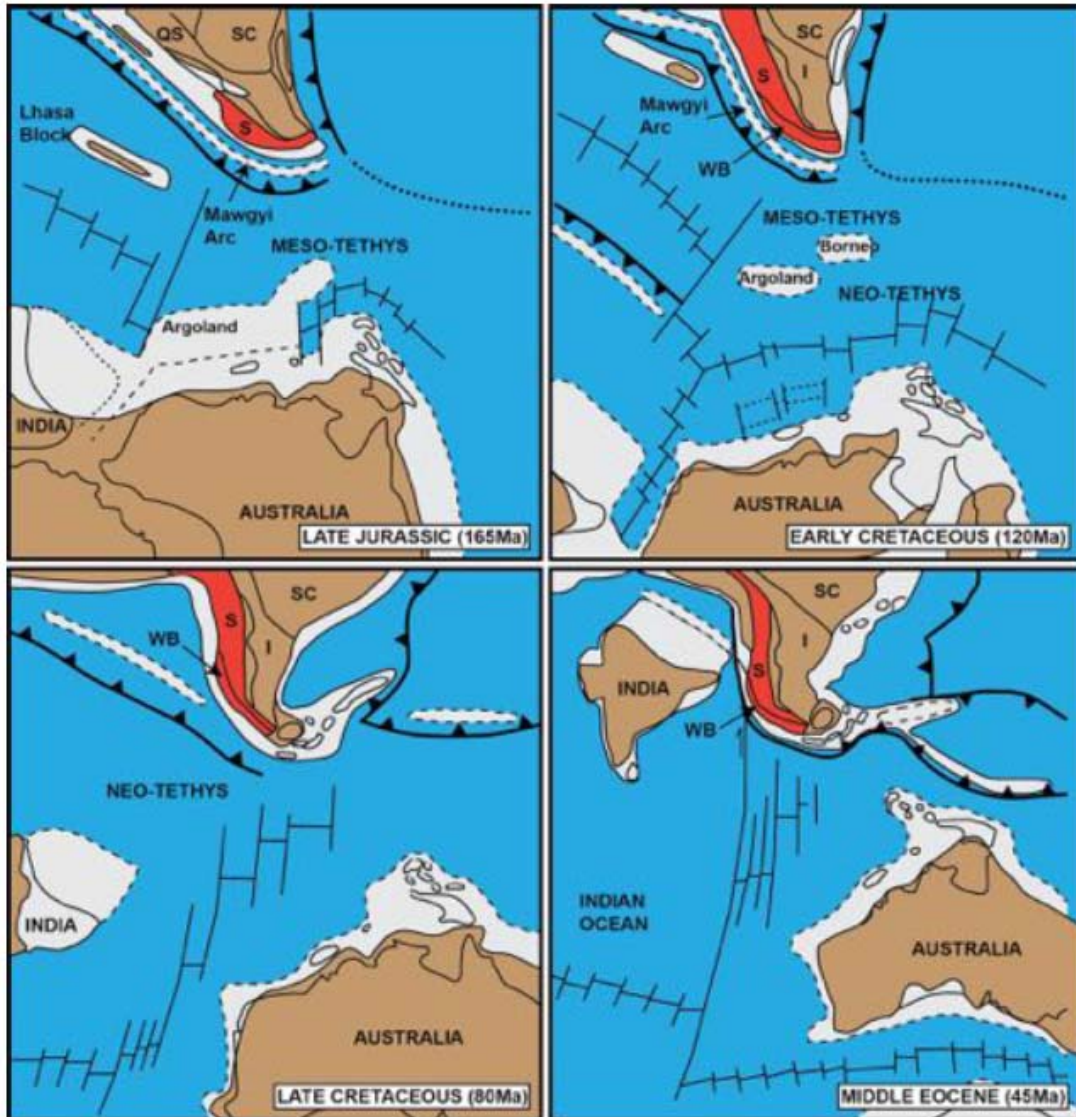 QS
SC
Lhasa
Block
S
Mawgyi
Arc
MESO-TETHYS
Argoland
INDIA
AUSTRALIA
LATE JURASSIC (165Ma)
SC
S
I
Mawgyi
Arc
WB
MESO-TETHYS
Borneo
Argoland
NEO-TETHYS
INDIA
AUSTRALIA
EARLY CRETACEOUS (120Ma)
SC
S
WB
I
NEO-TETHYS
INDIA
AUSTRALIA
LATE CRETACEOUS (80Ma)
SC
I
INDIA
S
WB
INDIAN
OCEAN
AUSTRALIA
MIDDLE EOCENE (45Ma)